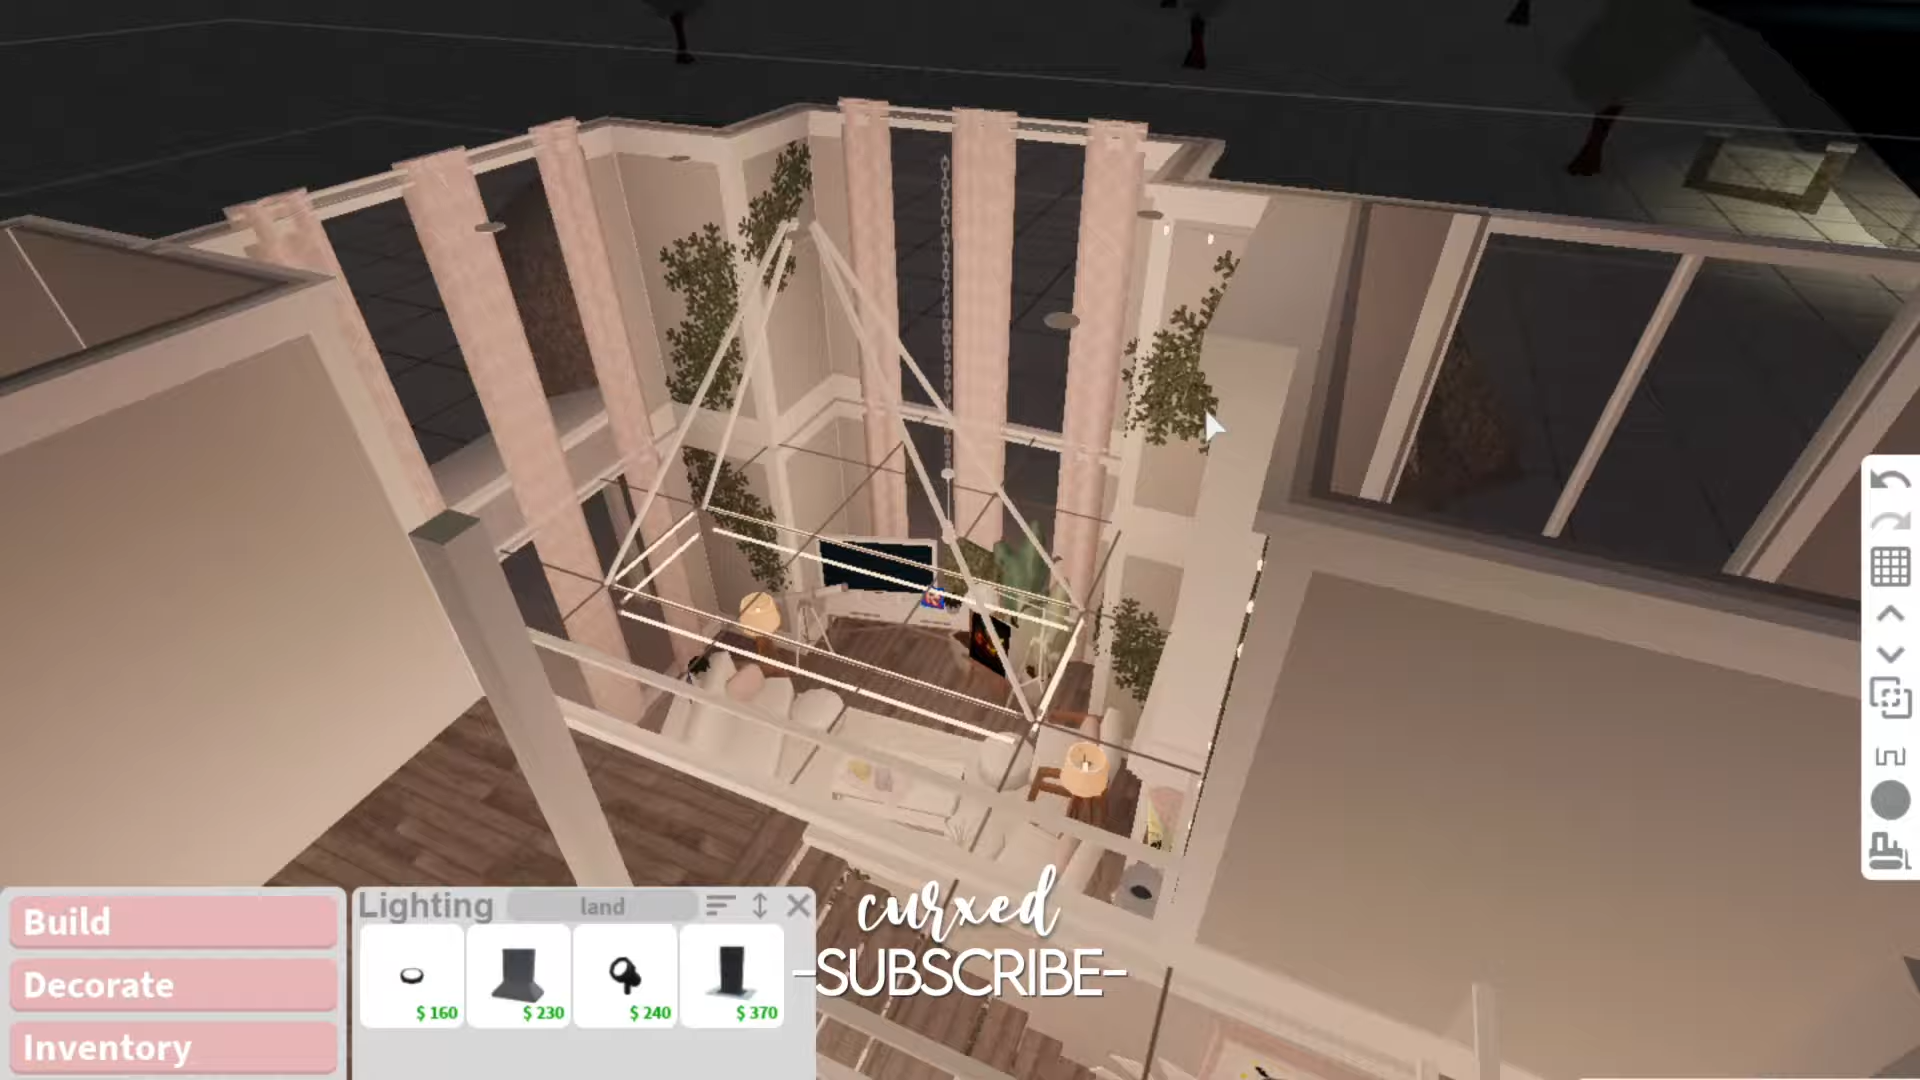 Build
Decorate
Inventory
Lighting
land
$ 160
$ 230
$ 240
$ 370
curxed
-SUBSCRIBE-